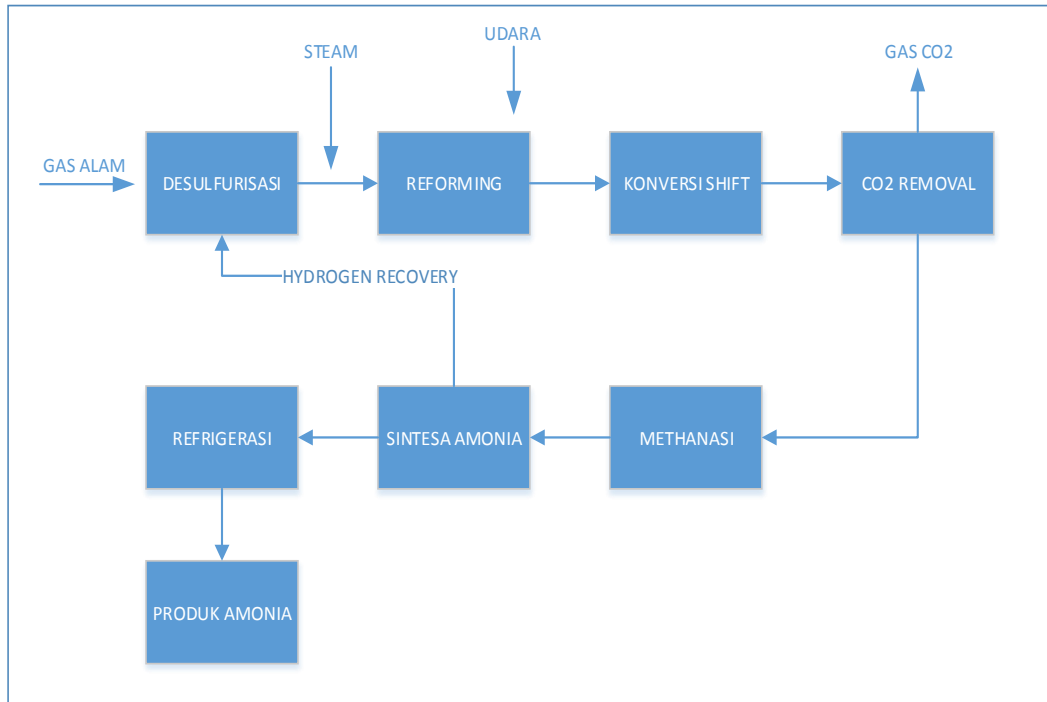 UDARA
STEAM
GAS CO2
GAS ALAM
DESULFURISASI
REFORMING
KONVERSI SHIFT
CO2 REMOVAL
HYDROGEN RECOVERY
REFRIGERASI
SINTESA AMONIA
METHANASI
PRODUK AMONIA